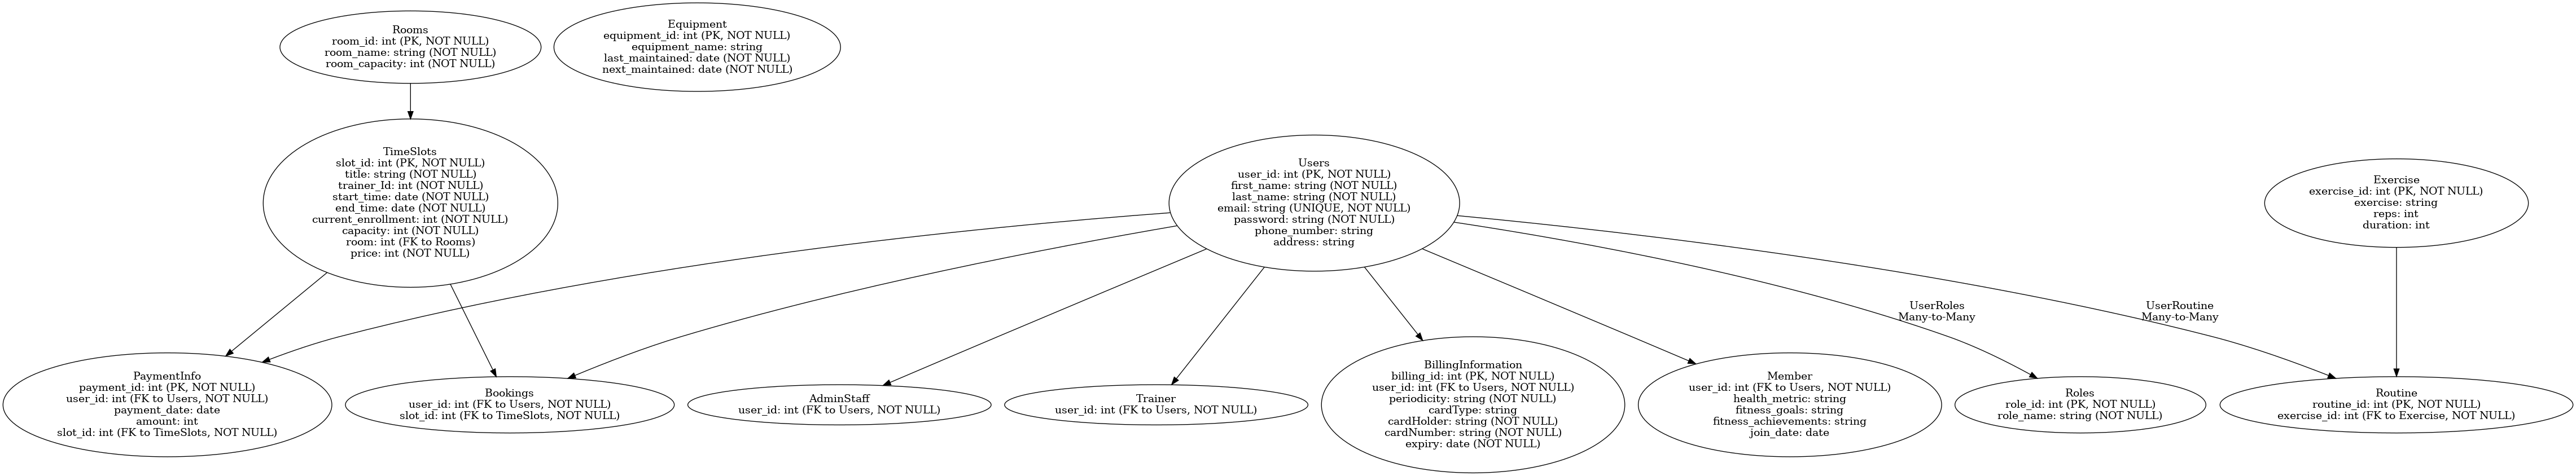 Rooms
room_id: int (PK, NOT NULL)
room_name: string (NOT NULL)
room_capacity: int (NOT NULL)
Equipment
equipment_id: int (PK, NOT NULL)
equipment_name: string
last_maintained: date (NOT NULL)
next_maintained: date (NOT NULL)
TimeSlots
slot_id: int (PK, NOT NULL)
title: string (NOT NULL)
trainer_Id: int (NOT NULL)
start_time: date (NOT NULL)
end_time: date (NOT NULL)
current_enrollment: int (NOT NULL)
capacity: int (NOT NULL)
room: int (FK to Rooms)
price: int (NOT NULL)
Users
user_id: int (PK, NOT NULL)
first_name: string (NOT NULL)
last_name: string (NOT NULL)
email: string (UNIQUE, NOT NULL)
password: string (NOT NULL)
phone_number: string
address: string
Exercise
exercise_id: int (PK, NOT NULL)
exercise: string
reps: int
duration: int
UserRoles
Many-to-Many
UserRoutine
Many-to-Many
PaymentInfo
payment_id: int (PK, NOT NULL)
user_id: int (FK to Users, NOT NULL)
payment_date: date
amount: int
slot_id: int (FK to TimeSlots, NOT NULL)
Bookings
user_id: int (FK to Users, NOT NULL)
slot_id: int (FK to TimeSlots, NOT NULL)
AdminStaff
user_id: int (FK to Users, NOT NULL)
Trainer
user_id: int (FK to Users, NOT NULL)
BillingInformation
billing_id: int (PK, NOT NULL)
user_id: int (FK to Users, NOT NULL)
periodicity: string (NOT NULL)
cardType: string
cardHolder: string (NOT NULL)
cardNumber: string (NOT NULL)
expiry: date (NOT NULL)
Member
user_id: int (FK to Users, NOT NULL)
health_metric: string
fitness_goals: string
fitness_achievements: string
join_date: date
Roles
role_id: int (PK, NOT NULL)
role_name: string (NOT NULL)
Routine
routine_id: int (PK, NOT NULL)
exercise_id: int (FK to Exercise, NOT NULL)